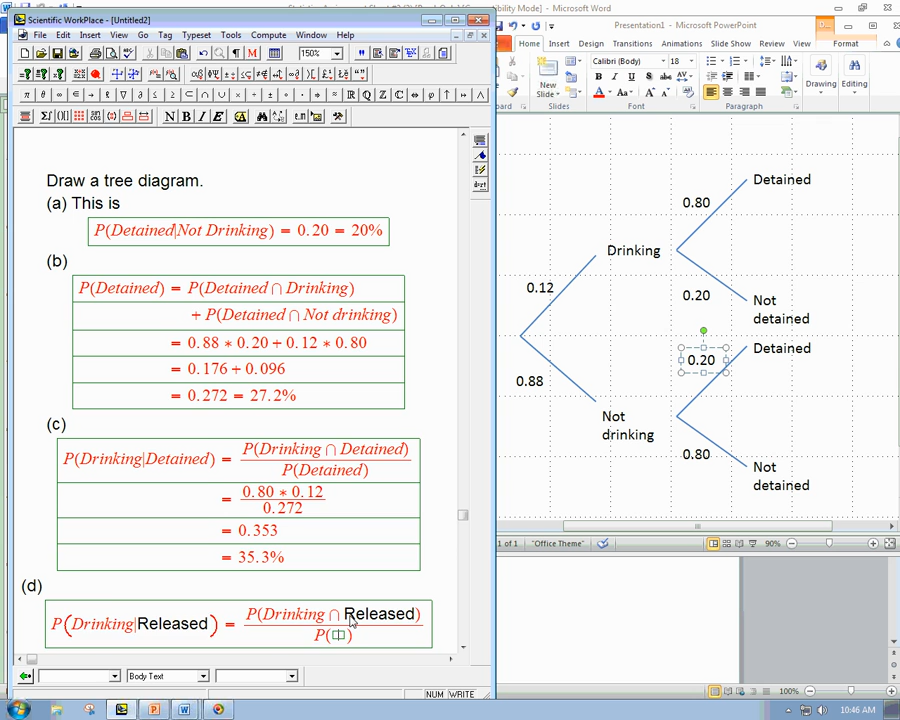 Scientific WorkPlace - [Untitled2]
File Edit Insert View Go Tag Typeset Tools Compute Window Help
150%
N B I E
Draw a tree diagram.
(a) This is
P(Detained|Not Drinking) = 0.20 = 20%
(b)
P(Detained) = P(Detained ∩ Drinking)
+ P(Detained ∩ Not drinking)
= 0.88 * 0.20 + 0.12 * 0.80
= 0.176 + 0.096
= 0.272 = 27.2%
(c)
P(Drinking|Detained) = P(Drinking ∩ Detained)
P(Detained)
= 0.80 * 0.12
0.272
= 0.353
= 35.3%
(d)
P(Drinking|Released) = P(Drinking ∩ Released)
P( )
Body Text
NUM WRITE
Presentation1 - Microsoft PowerPoint
Home Insert Design Transitions Animations Slide Show Review View Format
Calibri (Body) 18
New
Slide
Drawing Editing
Slides Font Paragraph
0.80 Detained
Drinking
0.12 0.20
Not
detained
0.20 Detained
0.88
Not
drinking
0.80
Not
detained
1 of 1 "Office Theme" 90%
100%
10:46 AM